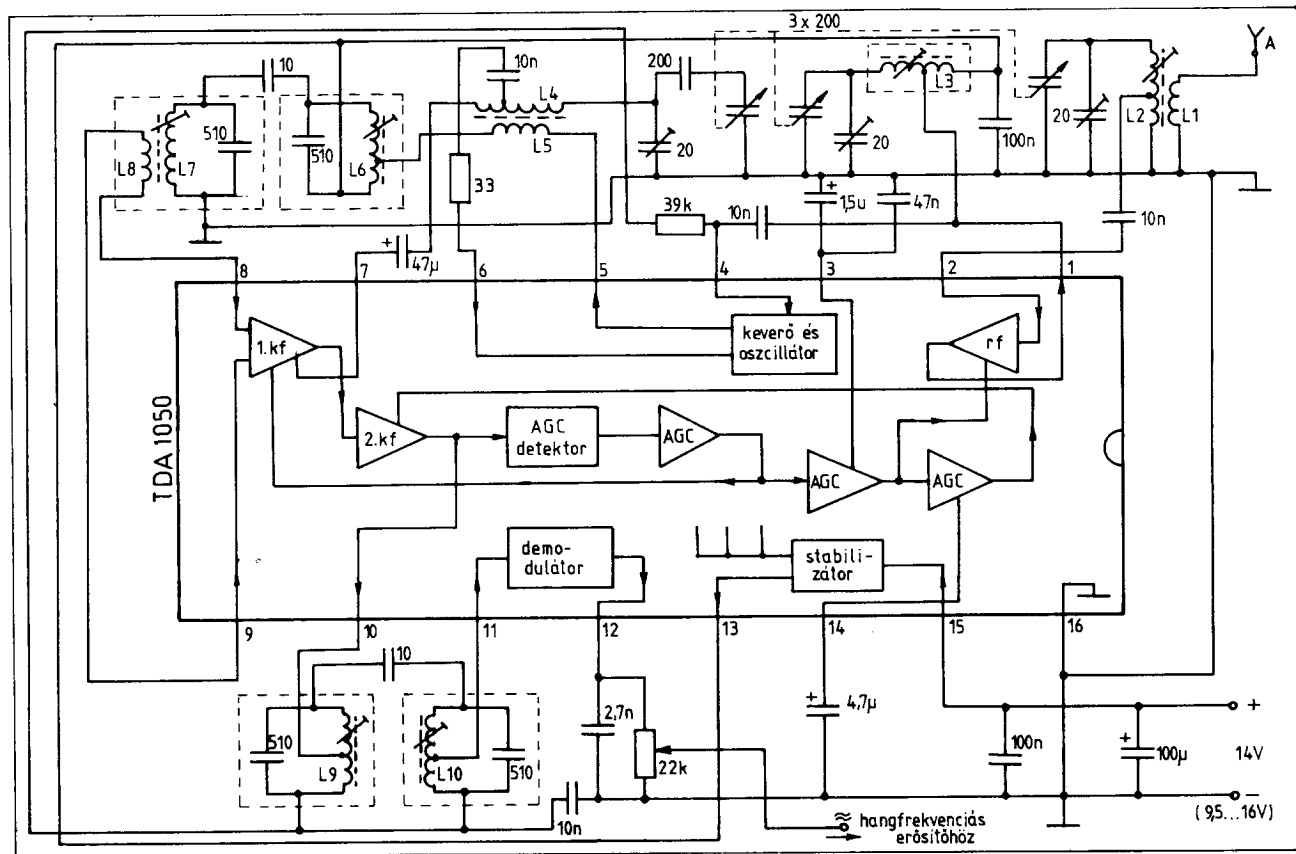 3 x 200
A
10
10n
200
L4
L3
510
510
20
20
20
L2
L1
100n
L8
L7
L6
L5
33
39k
10n
1,5u
47n
10n
47µ
8
7
6
5
4
3
2
1
1.kf
keverő és
oszcillátor
rf
2.kf
AGC
detektor
AGC
AGC
AGC
TDA 1050
demo-
dulátor
stabili-
zátor
9
10
11
12
13
14
15
16
10
510
L9
L10
510
2,7n
22k
4,7µ
100n
100µ
+
14V
−
(9,5...16V)
10n
hangfrekvenciás
erősítőhöz